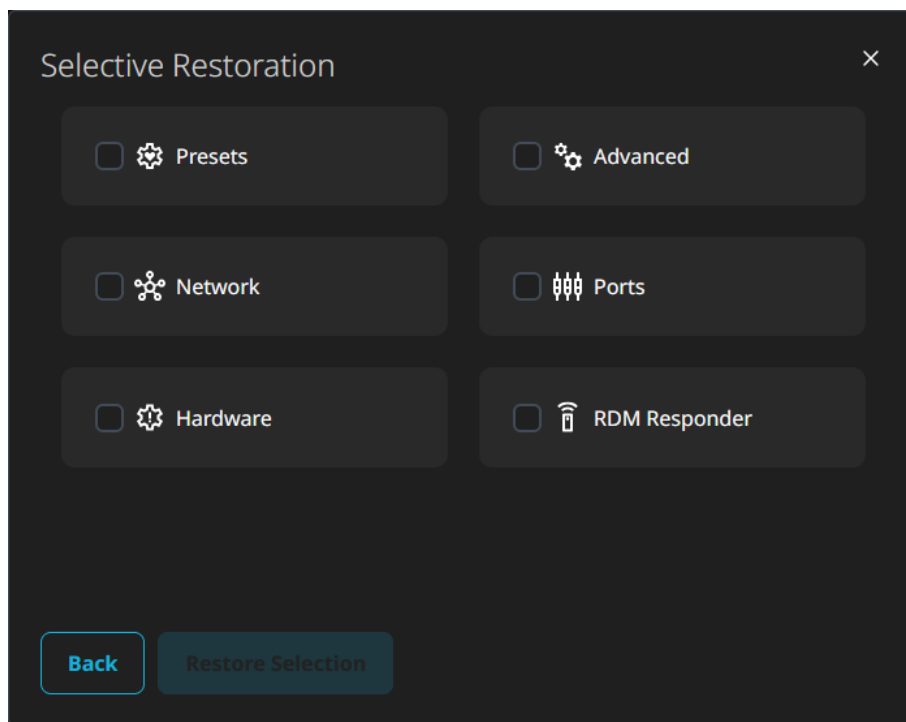 Selective Restoration
Presets
Advanced
Network
Ports
Hardware
RDM Responder
Back
Restore Selection